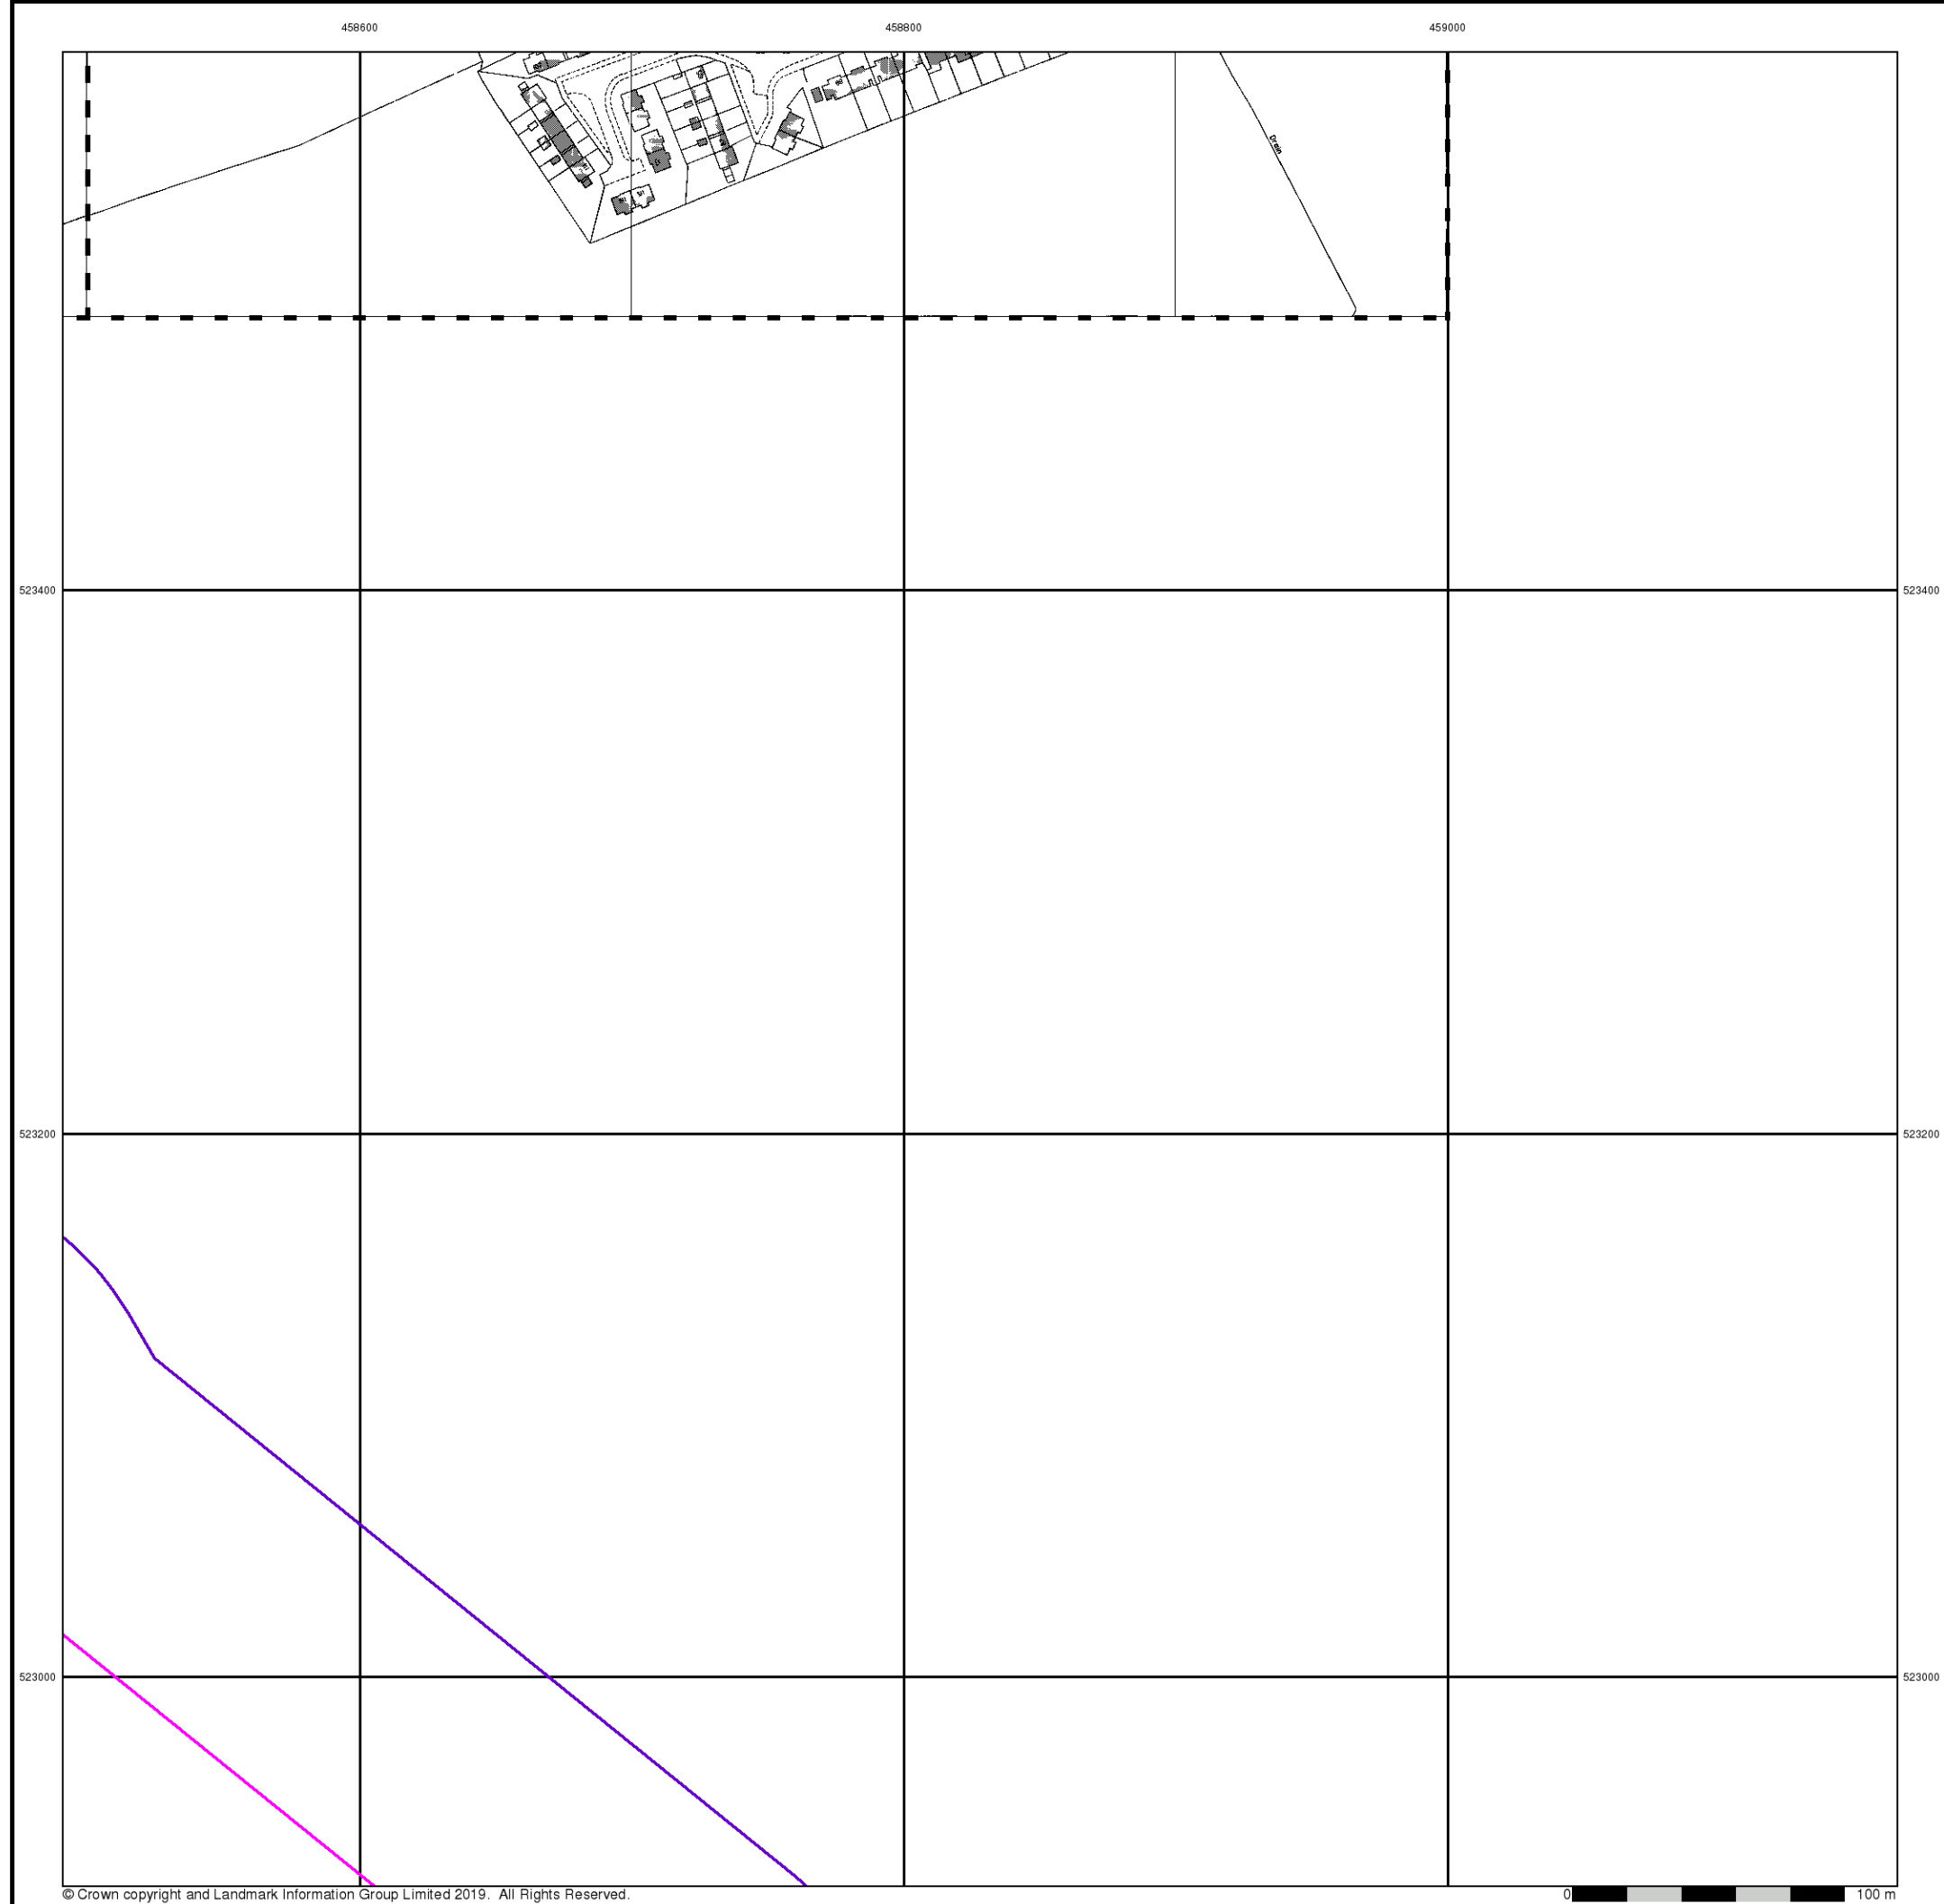 458600 458800 459000
Drain
523400 523400
523200 523200
523000 523000
© Crown copyright and Landmark Information Group Limited 2019. All Rights Reserved. 0 100 m